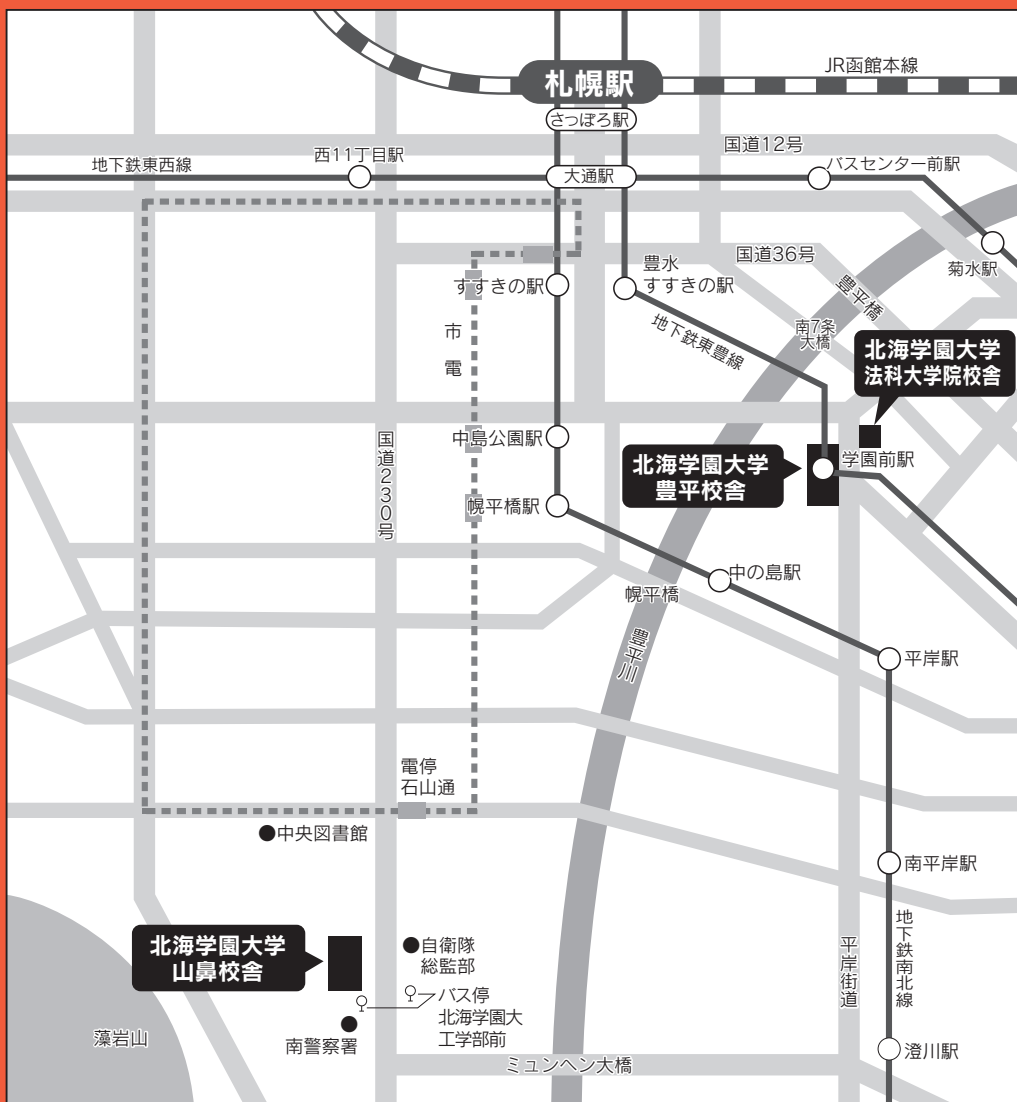 JR函館本線
札幌駅
さっぽろ駅
国道12号
地下鉄東西線
西11丁目駅
大通駅
バスセンター前駅
国道36号
菊水駅
すすきの駅
豊水
すすきの駅
豊平橋
市電
地下鉄東豊線
南7条
大橋
北海学園大学
法科大学院校舎
国道230号
中島公園駅
学園前駅
北海学園大学
豊平校舎
幌平橋駅
中の島駅
幌平橋
豊平川
平岸駅
電停
石山通
中央図書館
南平岸駅
北海学園大学
山鼻校舎
自衛隊
総監部
平岸街道
地下鉄南北線
バス停
北海学園大
工学部前
藻岩山
南警察署
ミュンヘン大橋
澄川駅